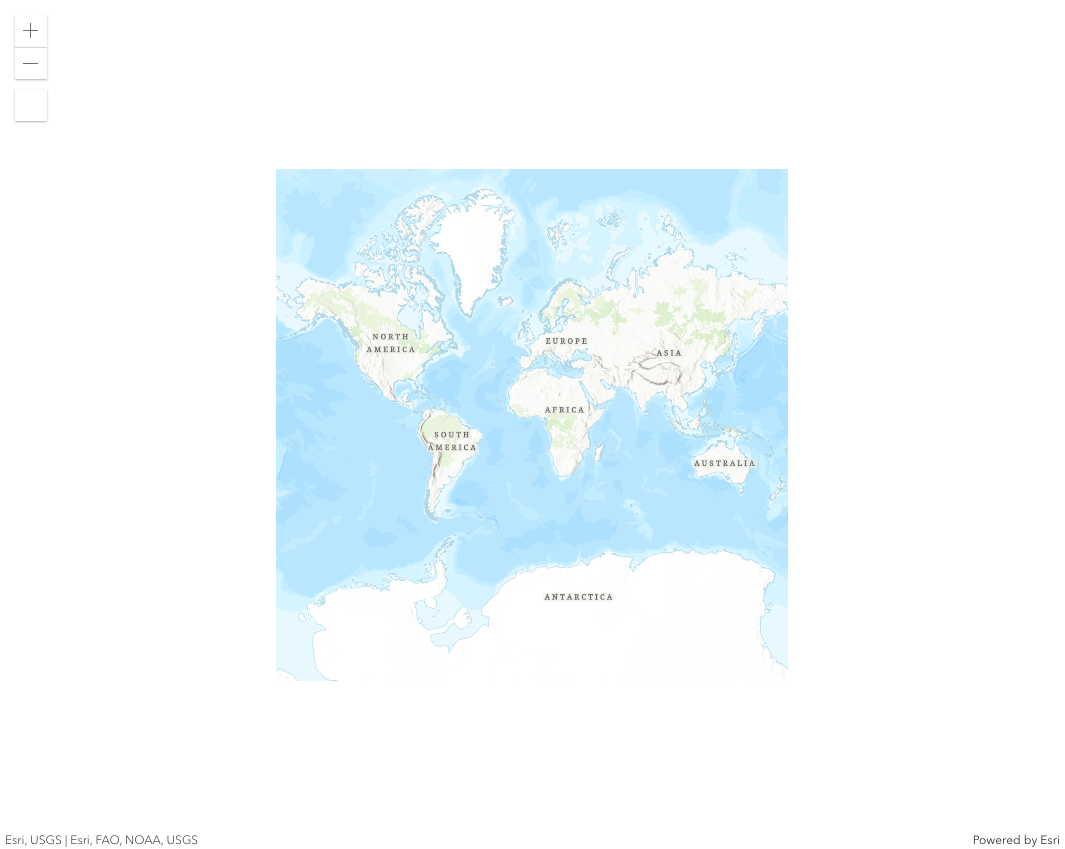 NORTH
AMERICA
EUROPE
ASIA
AFRICA
SOUTH
AMERICA
AUSTRALIA
ANTARCTICA
Esri, USGS | Esri, FAO, NOAA, USGS
Powered by Esri